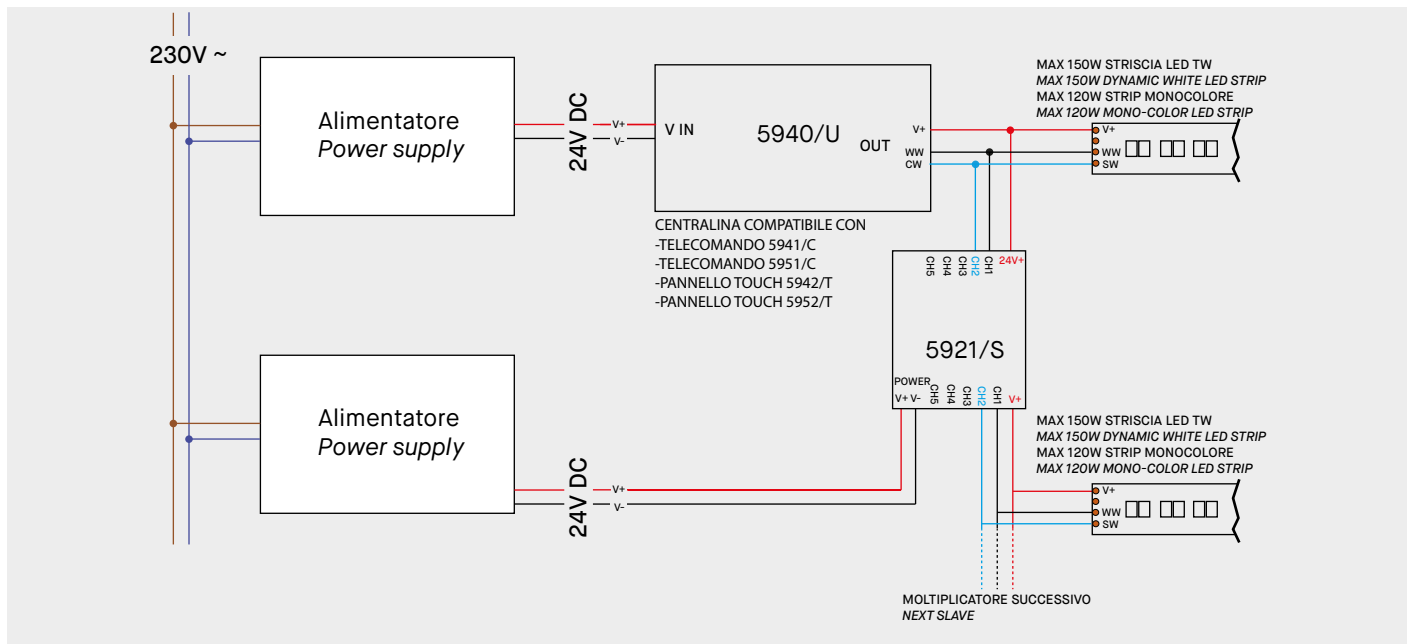 230V ~
Alimentatore
Power supply
24V DC
V+
V-
V IN
5940/U
OUT
V+
WW
CW
MAX 150W STRISCIA LED TW
MAX 150W DYNAMIC WHITE LED STRIP
MAX 120W STRIP MONOCOLORE
MAX 120W MONO-COLOR LED STRIP
V+
WW
SW
CENTRALINA COMPATIBILE CON
-TELECOMANDO 5941/C
-TELECOMANDO 5951/C
-PANNELLO TOUCH 5942/T
-PANNELLO TOUCH 5952/T
CH5
CH4
CH3
CH2
CH1
24V+
5921/S
POWER
V+ V-
CH5
CH4
CH3
CH2
CH1
V+
Alimentatore
Power supply
24V DC
V+
V-
MAX 150W STRISCIA LED TW
MAX 150W DYNAMIC WHITE LED STRIP
MAX 120W STRIP MONOCOLORE
MAX 120W MONO-COLOR LED STRIP
V+
WW
SW
MOLTIPLICATORE SUCCESSIVO
NEXT SLAVE